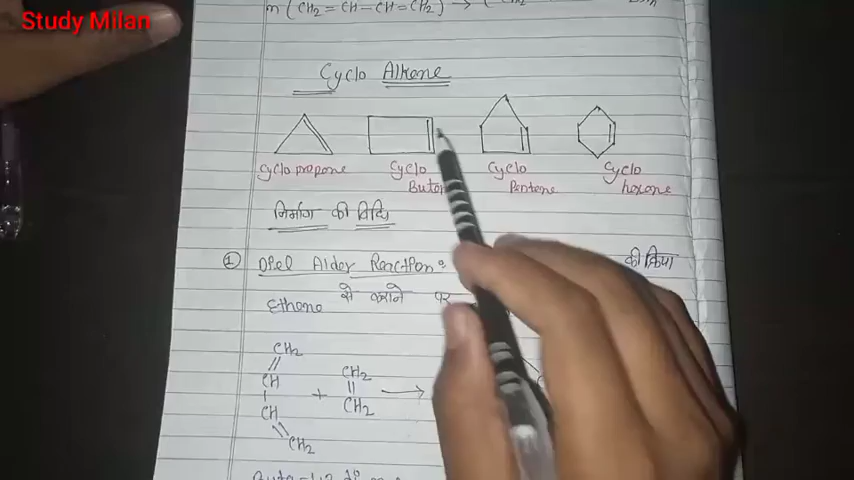 Study Milan
n ( CH2 = CH – CH = CH2 ) →
Cyclo Alkene
Cyclo propene Cyclo Cyclo Cyclo
Pentene hexene
निर्माण की विधि
① Diel Alder Reaction की क्रिया
Ethene से कराने पर
CH2
CH CH2
+ →
CH CH2
CH2